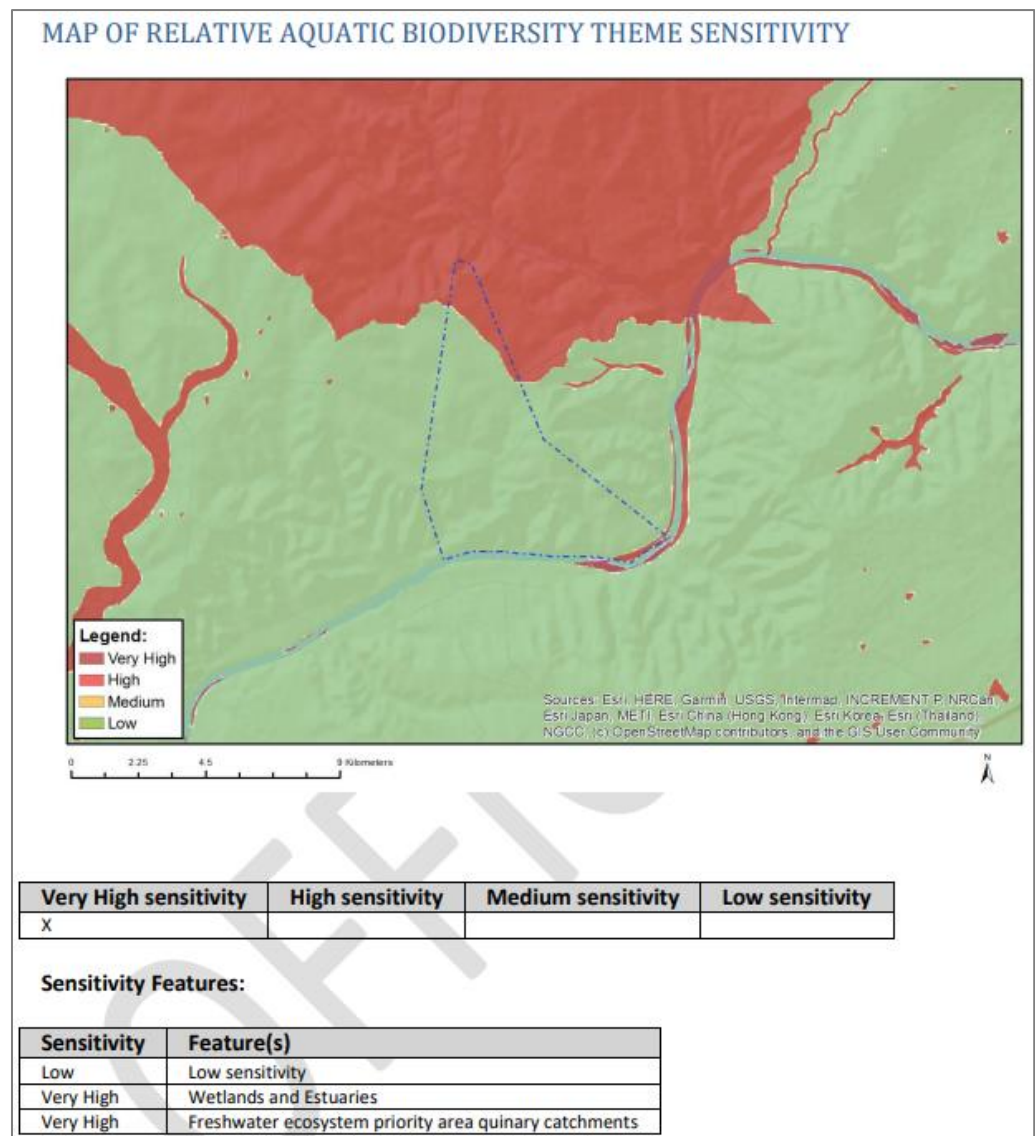 MAP OF RELATIVE AQUATIC BIODIVERSITY THEME SENSITIVITY
Legend:
Very High
High
Medium
Low
Sources: Esri, HERE, Garmin, USGS, Intermap, INCREMENT P, NRCan,
Esri Japan, METI, Esri China (Hong Kong), Esri Korea, Esri (Thailand),
NGCC, (c) OpenStreetMap contributors, and the GIS User Community
0 2.25 4.5 9 Kilometers
N
Very High sensitivity High sensitivity Medium sensitivity Low sensitivity
X
Sensitivity Features:
Sensitivity Feature(s)
Low Low sensitivity
Very High Wetlands and Estuaries
Very High Freshwater ecosystem priority area quinary catchments
OFFIC